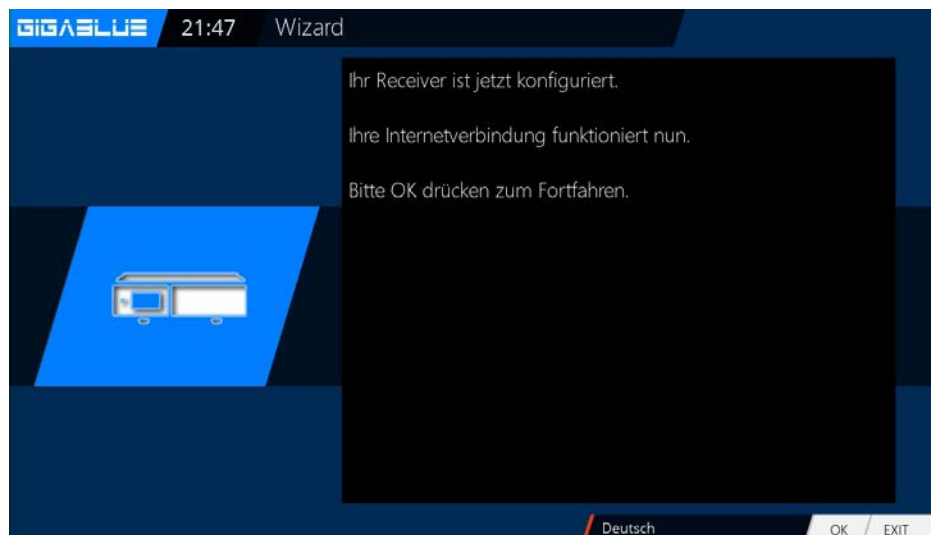 GIGABLUE 21:47 Wizard
Ihr Receiver ist jetzt konfiguriert.
Ihre Internetverbindung funktioniert nun.
Bitte OK drücken zum Fortfahren.
Deutsch OK EXIT